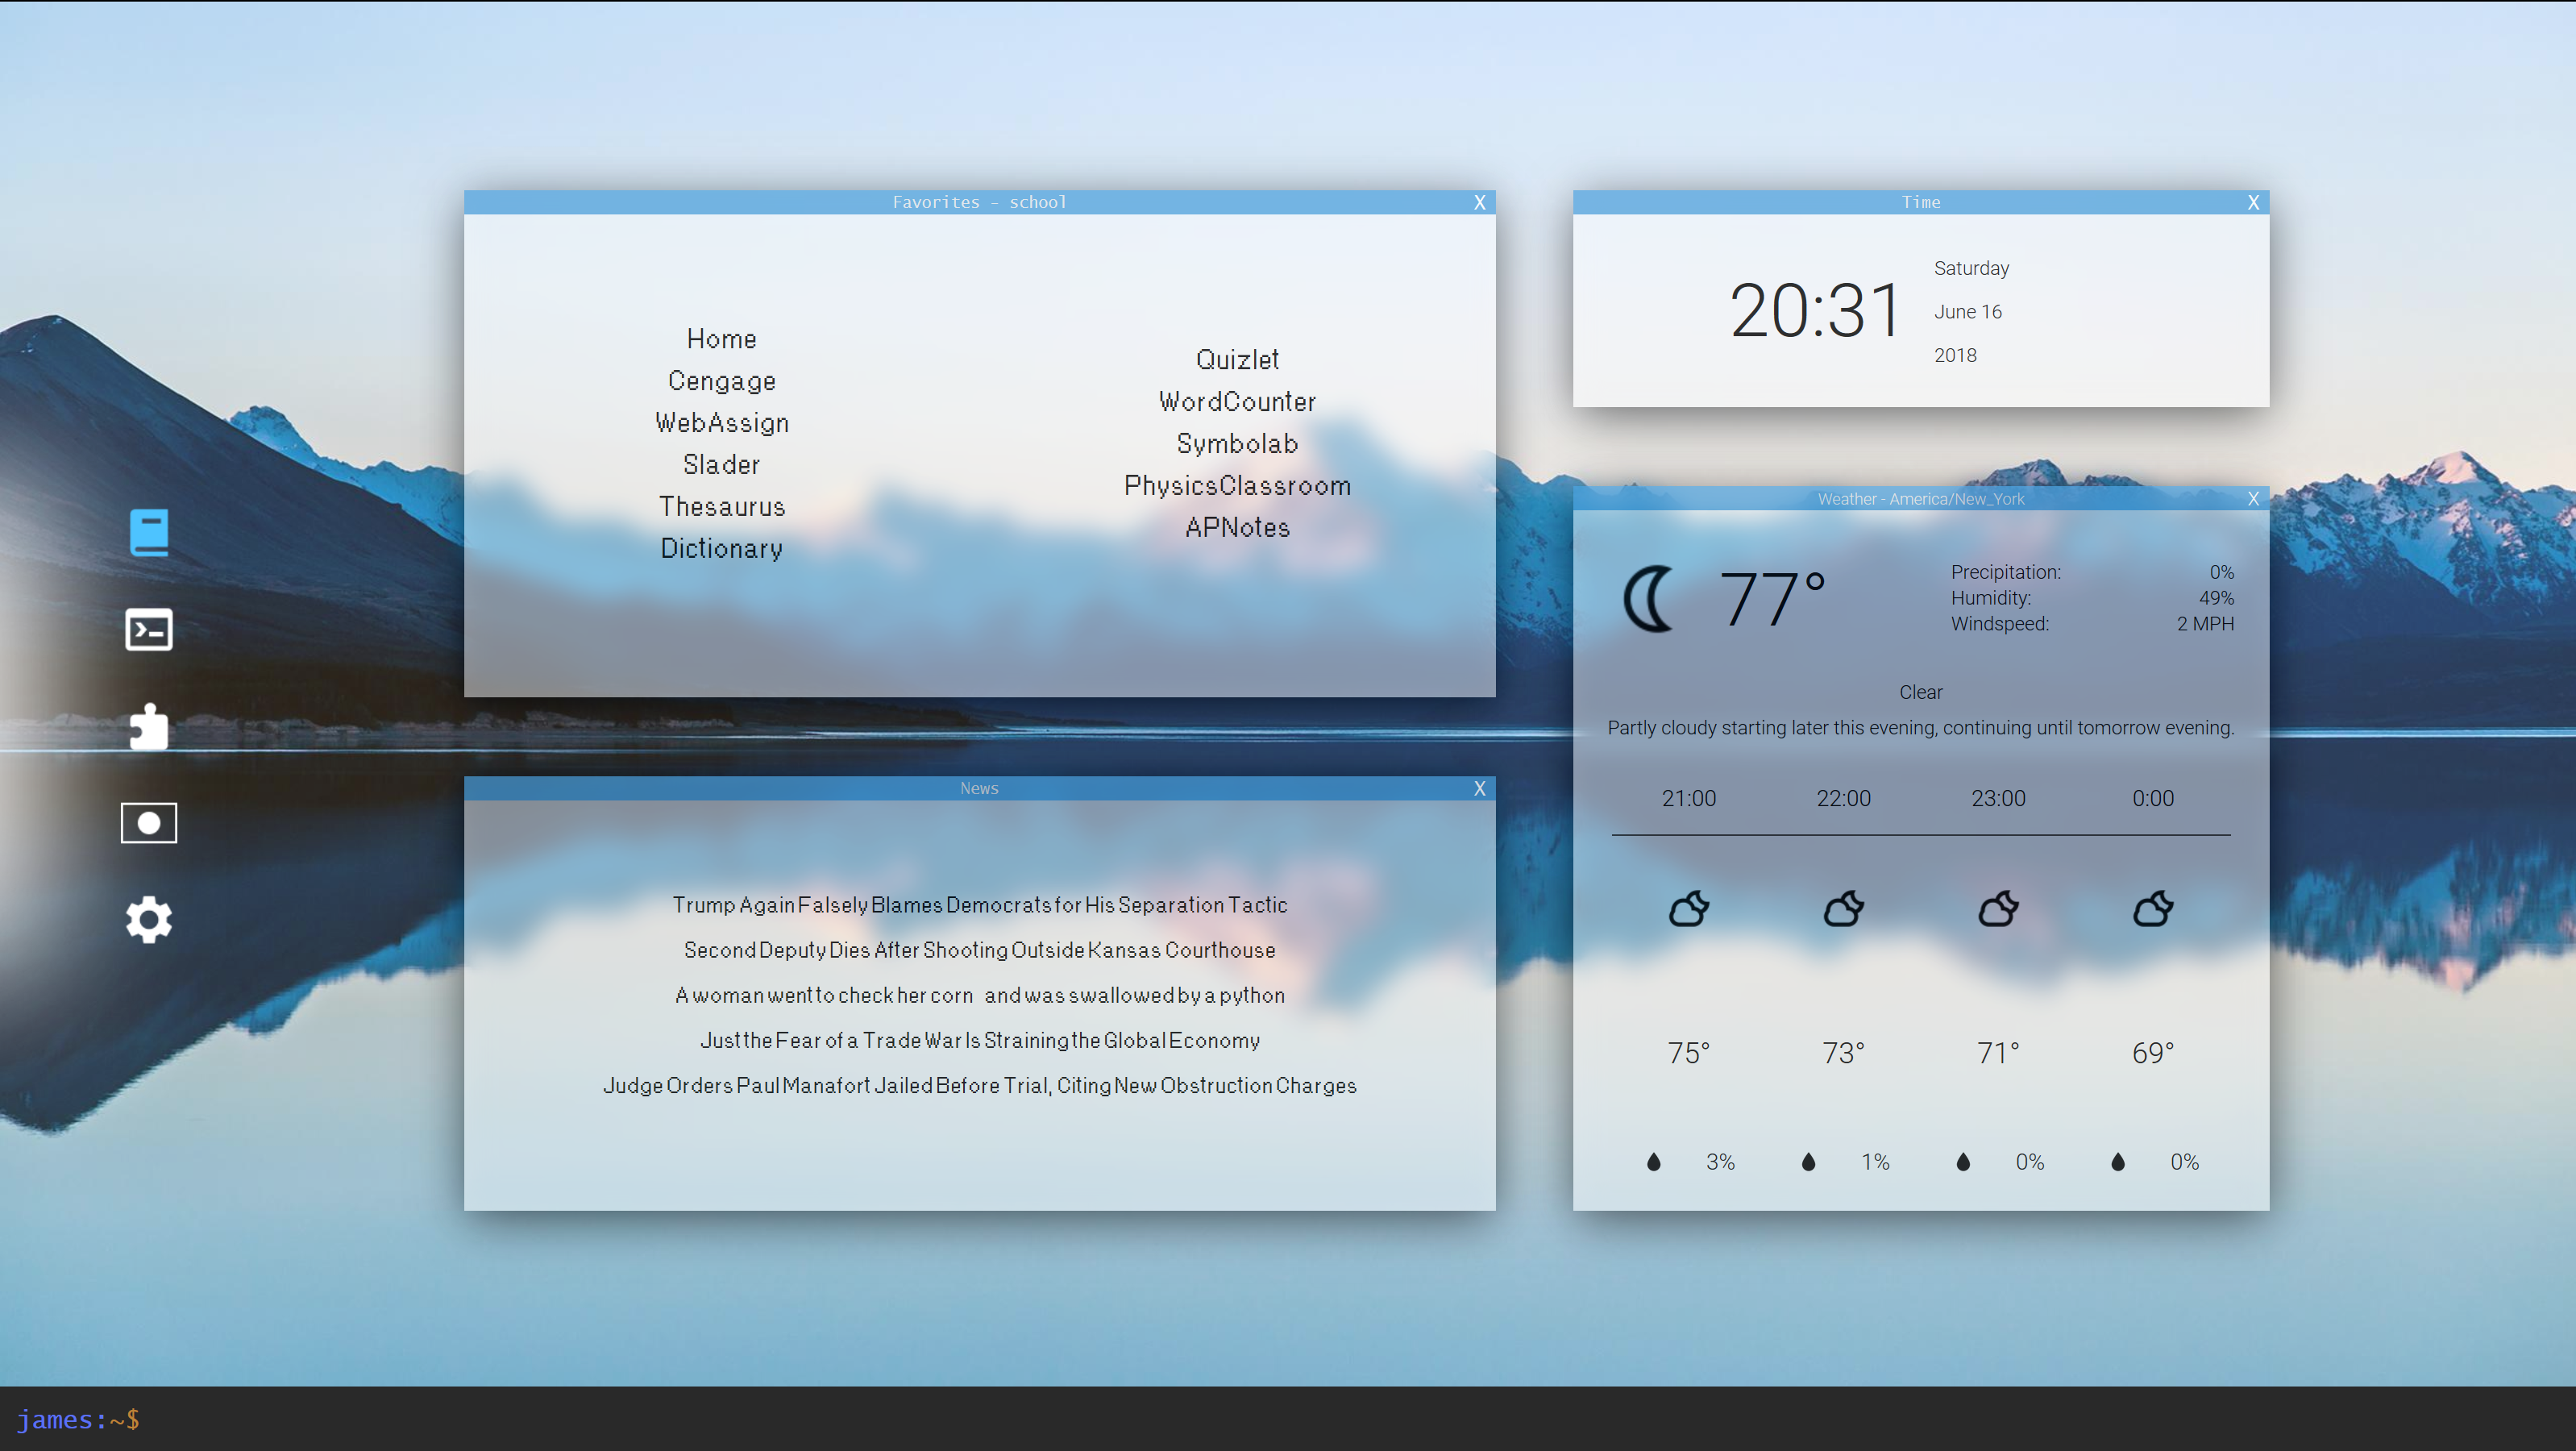 Favorites - school X
Home
Cengage
WebAssign
Slader
Thesaurus
Dictionary
Quizlet
WordCounter
Symbolab
PhysicsClassroom
APNotes
News X
Trump Again Falsely Blames Democrats for His Separation Tactic
Second Deputy Dies After Shooting Outside Kansas Courthouse
A woman went to check her corn and was swallowed by a python
Just the Fear of a Trade War Is Straining the Global Economy
Judge Orders Paul Manafort Jailed Before Trial, Citing New Obstruction Charges
Time X
20:31
Saturday
June 16
2018
Weather - America/New_York X
77°
Precipitation: 0%
Humidity: 49%
Windspeed: 2 MPH
Clear
Partly cloudy starting later this evening, continuing until tomorrow evening.
21:00 22:00 23:00 0:00
75° 73° 71° 69°
3% 1% 0% 0%
james:~$